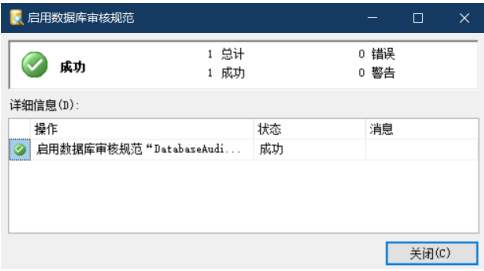 启用数据库审核规范
成功
1 总计
0 错误
1 成功
0 警告
详细信息(D):
操作
状态
消息
启用数据库审核规范“DatabaseAudi...
成功
关闭(C)